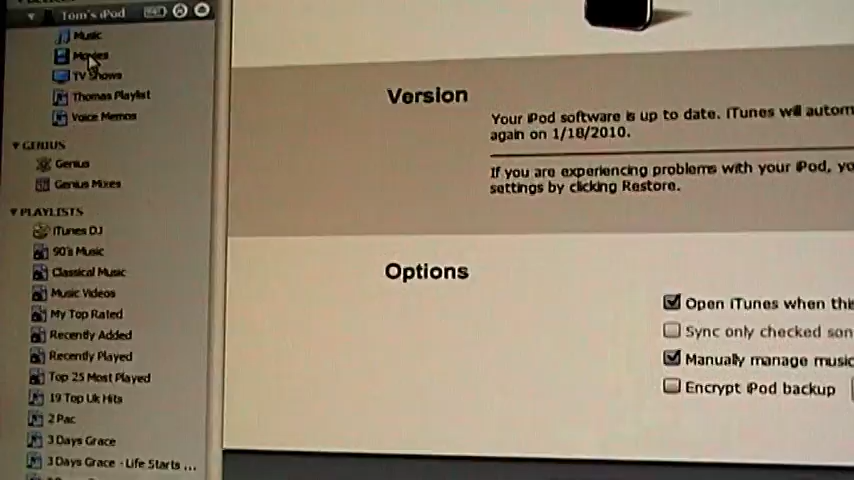 Tom's iPod
Music
Movies
TV Shows
Thomas Playlist
Voice Memos
GENIUS
Genius
Genius Mixes
PLAYLISTS
iTunes DJ
90's Music
Classical Music
Music Videos
My Top Rated
Recently Added
Recently Played
Top 25 Most Played
19 Top Uk Hits
2 Pac
3 Days Grace
3 Days Grace - Life Starts ...
Version
Your iPod software is up to date. iTunes will autom
again on 1/18/2010.
If you are experiencing problems with your iPod, yo
settings by clicking Restore.
Options
Open iTunes when this
Sync only checked son
Manually manage music
Encrypt iPod backup